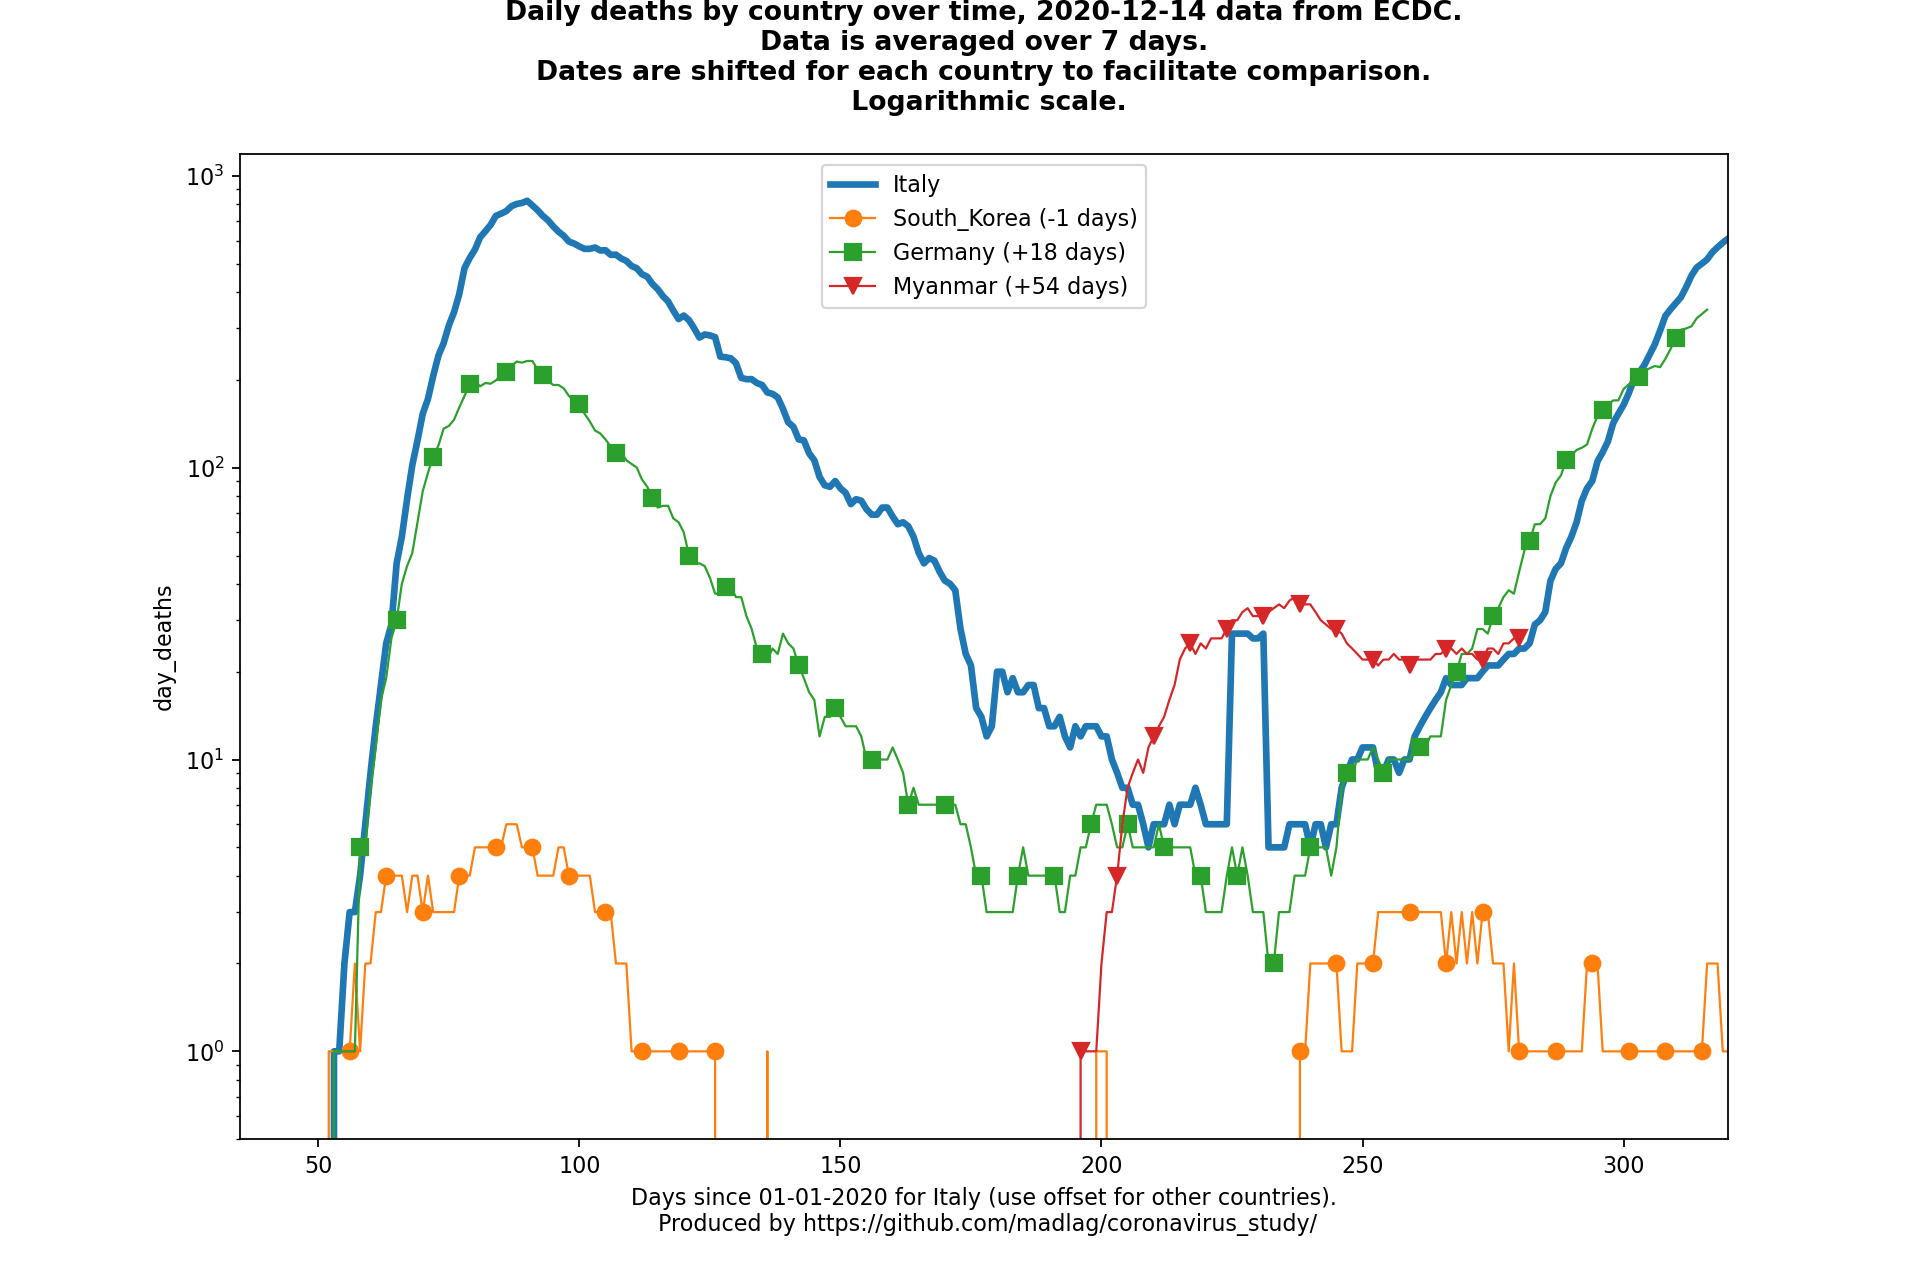 Daily deaths by country over time, 2020-12-14 data from ECDC.
Data is averaged over 7 days.
Dates are shifted for each country to facilitate comparison.
Logarithmic scale.
10³
10²
10¹
10⁰
day_deaths
Italy
South_Korea (-1 days)
Germany (+18 days)
Myanmar (+54 days)
50 100 150 200 250 300
Days since 01-01-2020 for Italy (use offset for other countries).
Produced by https://github.com/madlag/coronavirus_study/